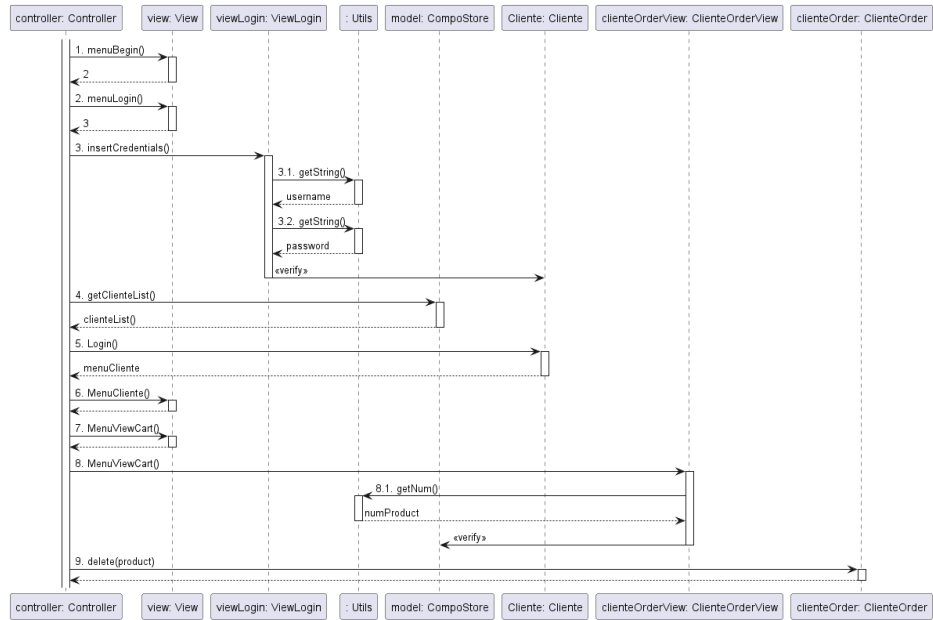 controller: Controller view: View viewLogin: ViewLogin : Utils model: CompoStore Cliente: Cliente clienteOrderView: ClienteOrderView clienteOrder: ClienteOrder
1. menuBegin()
2
2. menuLogin()
3
3. insertCredentials()
3.1. getString()
username
3.2. getString()
password
«verify»
4. getClienteList()
clienteList()
5. Login()
menuCliente
6. MenuCliente()
7. MenuViewCart()
8. MenuViewCart()
8.1. getNum()
numProduct
«verify»
9. delete(product)
controller: Controller view: View viewLogin: ViewLogin : Utils model: CompoStore Cliente: Cliente clienteOrderView: ClienteOrderView clienteOrder: ClienteOrder